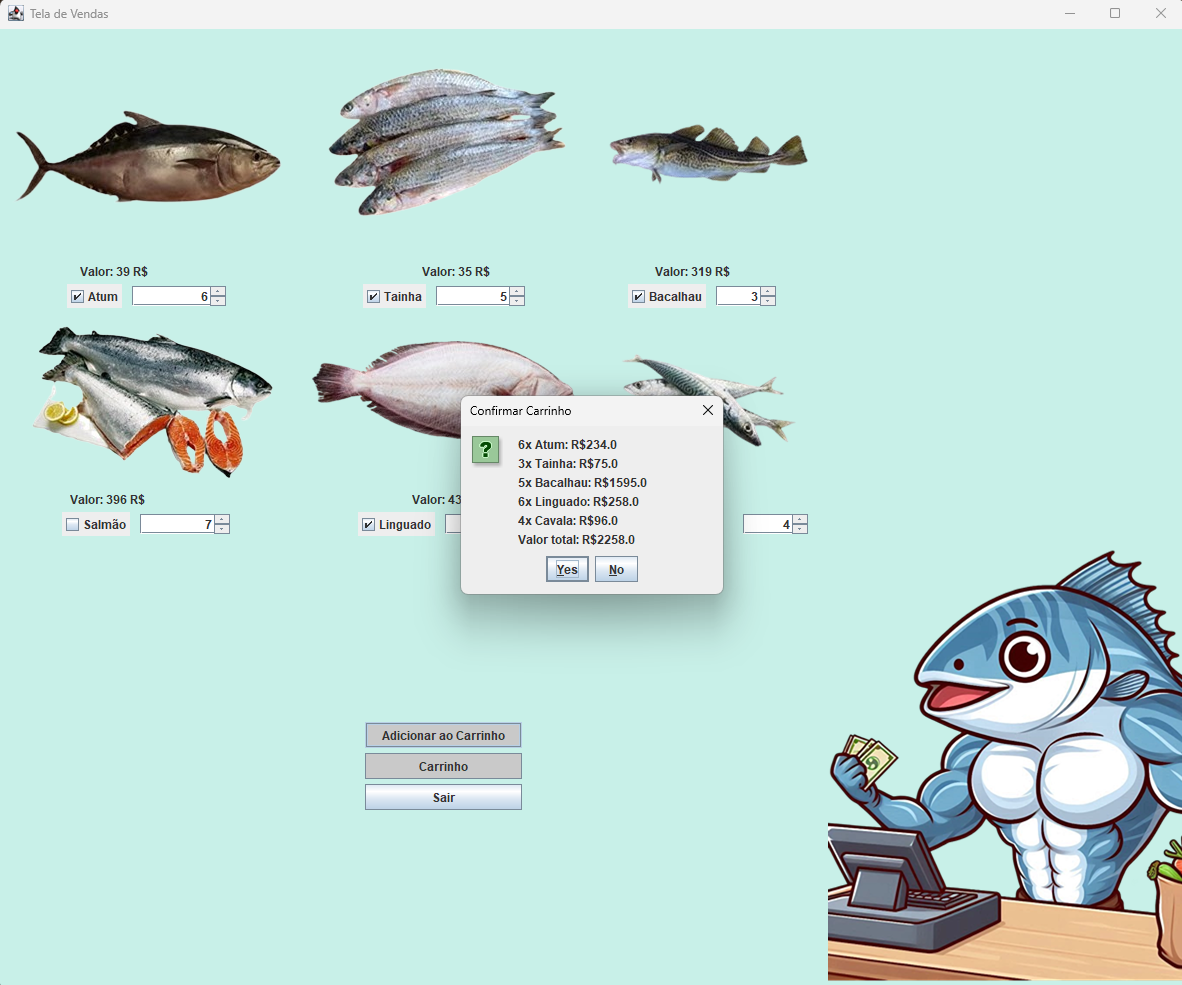 Tela de Vendas
Valor: 39 R$
Valor: 35 R$
Valor: 319 R$
Atum 6
Tainha 5
Bacalhau 3
Valor: 396 R$
Valor: 43
Salmão 7
Linguado
4
Confirmar Carrinho
?
6x Atum: R$234.0
3x Tainha: R$75.0
5x Bacalhau: R$1595.0
6x Linguado: R$258.0
4x Cavala: R$96.0
Valor total: R$2258.0
Yes
No
Adicionar ao Carrinho
Carrinho
Sair